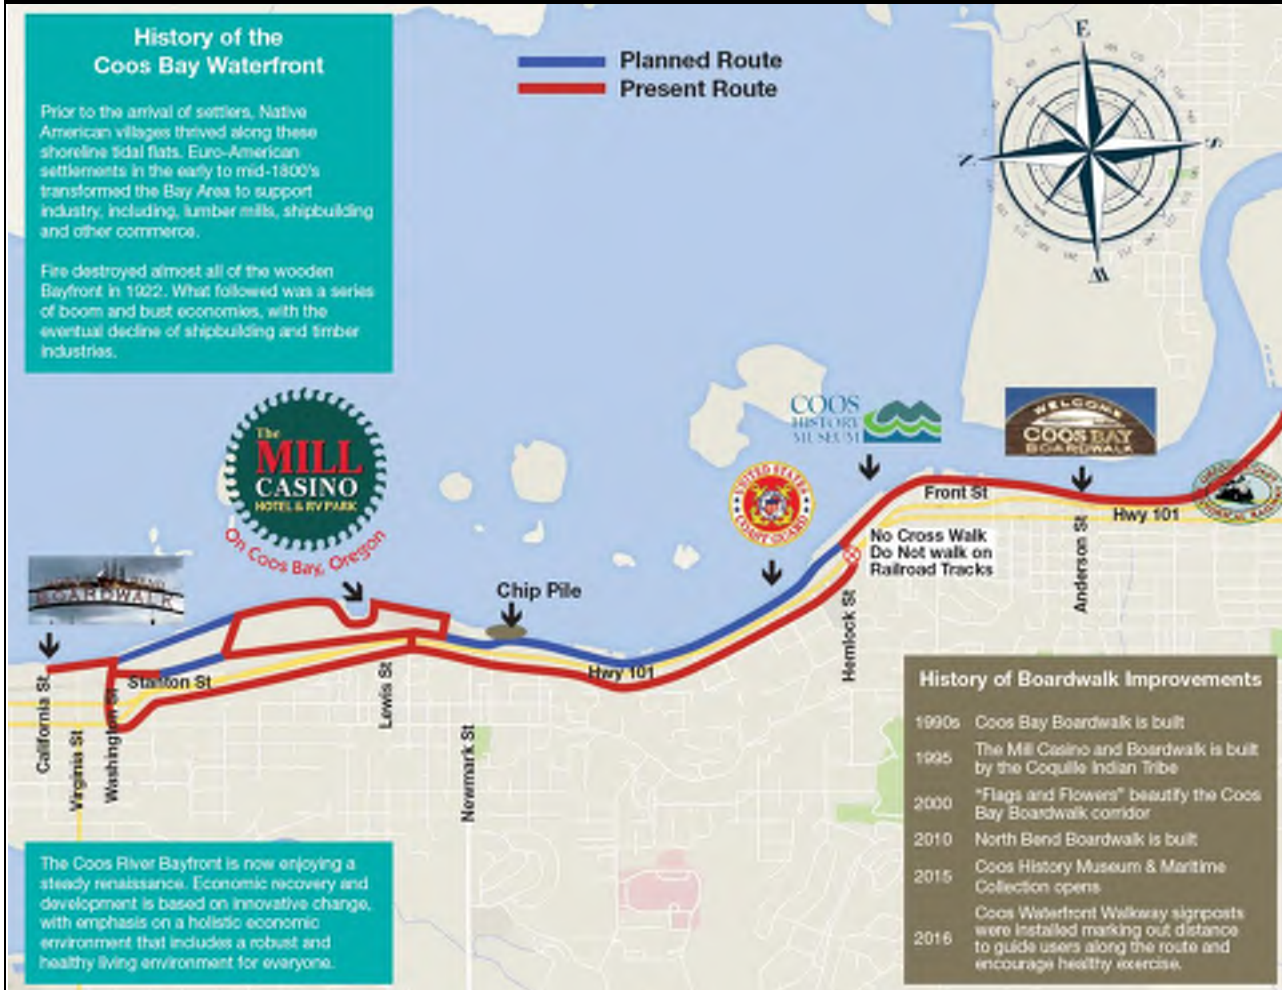 History of the
Coos Bay Waterfront
Prior to the arrival of settlers, Native
American villages thrived along these
shoreline tidal flats. Euro-American
settlements in the early to mid-1800's
transformed the Bay Area to support
industry, including, lumber mills, shipbuilding
and other commerce.
Fire destroyed almost all of the wooden
Bayfront in 1922. What followed was a series
of boom and bust economies, with the
eventual decline of shipbuilding and timber
industries.
Planned Route
Present Route
E
S
N
W
The
MILL
CASINO
HOTEL & RV PARK
On Coos Bay, Oregon
BOARDWALK
Chip Pile
UNITED STATES
COAST GUARD
COOS
HISTORY
MUSEUM
WELCOME
COOS BAY
BOARDWALK
Front St
Hwy 101
No Cross Walk
Do Not walk on
Railroad Tracks
Anderson St
Hemlock St
Hwy 101
Stanton St
Lewis St
Newmark St
California St
Virginia St
Washington St
History of Boardwalk Improvements
1990s Coos Bay Boardwalk is built
1995 The Mill Casino and Boardwalk is built
by the Coquille Indian Tribe
2000 "Flags and Flowers" beautify the Coos
Bay Boardwalk corridor
2010 North Bend Boardwalk is built
2015 Coos History Museum & Maritime
Collection opens
2016 Coos Waterfront Walkway signposts
were installed marking out distance
to guide users along the route and
encourage healthy exercise.
The Coos River Bayfront is now enjoying a
steady renaissance. Economic recovery and
development is based on innovative change,
with emphasis on a holistic economic
environment that includes a robust and
healthy living environment for everyone.